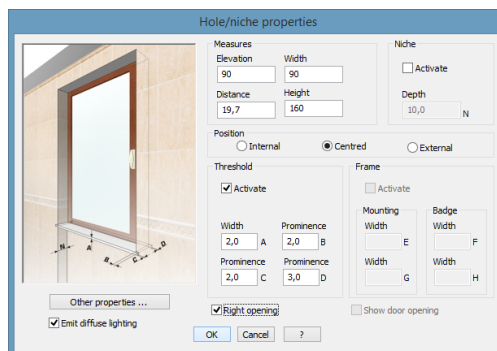 Hole/niche properties
Measures
Elevation Width
90 90
Distance Height
19,7 160
Niche
Activate
Depth
10,0 N
Position
Internal Centred External
Threshold
Activate
Width Prominence
2,0 A 2,0 B
Prominence Prominence
2,0 C 3,0 D
Frame
Activate
Mounting Badge
Width Width
E F
Width Width
G H
N A B C D
Other properties ...
Emit diffuse lighting
Right opening
Show door opening
OK Cancel ?